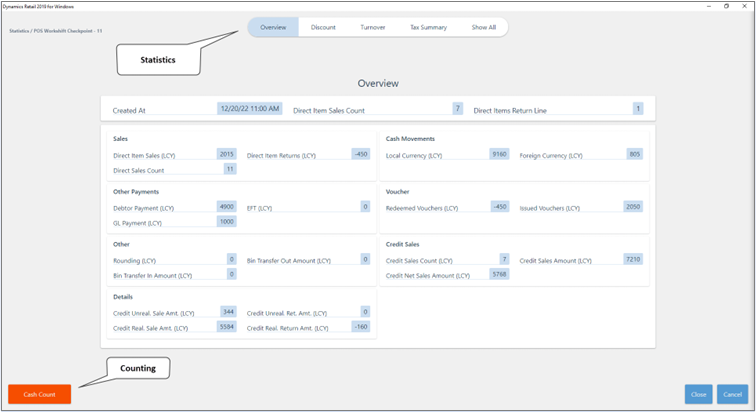 Dynamics Retail 2019 for Windows
Statistics / POS Workshift Checkpoint - 11
Overview Discount Turnover Tax Summary Show All
Statistics
Overview
Created At 12/20/22 11:00 AM Direct Item Sales Count 7 Direct Items Return Line 1
Sales
Direct Item Sales (LCY) 2015 Direct Item Returns (LCY) -450
Direct Sales Count 11
Cash Movements
Local Currency (LCY) 9160 Foreign Currency (LCY) 805
Other Payments
Debtor Payment (LCY) 4900 EFT (LCY) 0
GL Payment (LCY) 1000
Voucher
Redeemed Vouchers (LCY) -450 Issued Vouchers (LCY) 2050
Other
Rounding (LCY) 0 Bin Transfer Out Amount (LCY) 0
Bin Transfer In Amount (LCY) 0
Credit Sales
Credit Sales Count (LCY) 7 Credit Sales Amount (LCY) 7210
Credit Net Sales Amount (LCY) 5768
Details
Credit Unreal. Sale Amt. (LCY) 344 Credit Unreal. Ret. Amt. (LCY) 0
Credit Real. Sale Amt. (LCY) 5584 Credit Real. Return Amt. (LCY) -160
Counting
Cash Count Close Cancel